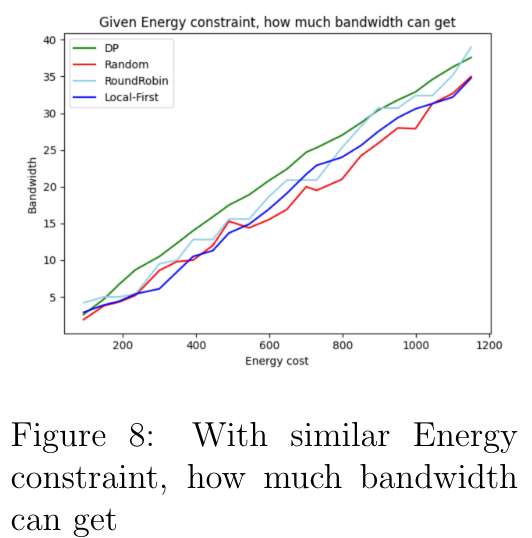 Given Energy constraint, how much bandwidth can get
DP
Random
RoundRobin
Local-First
40
35
30
25
20
15
10
5
Bandwidth
200 400 600 800 1000 1200
Energy cost
Figure 8: With similar Energy
constraint, how much bandwidth
can get